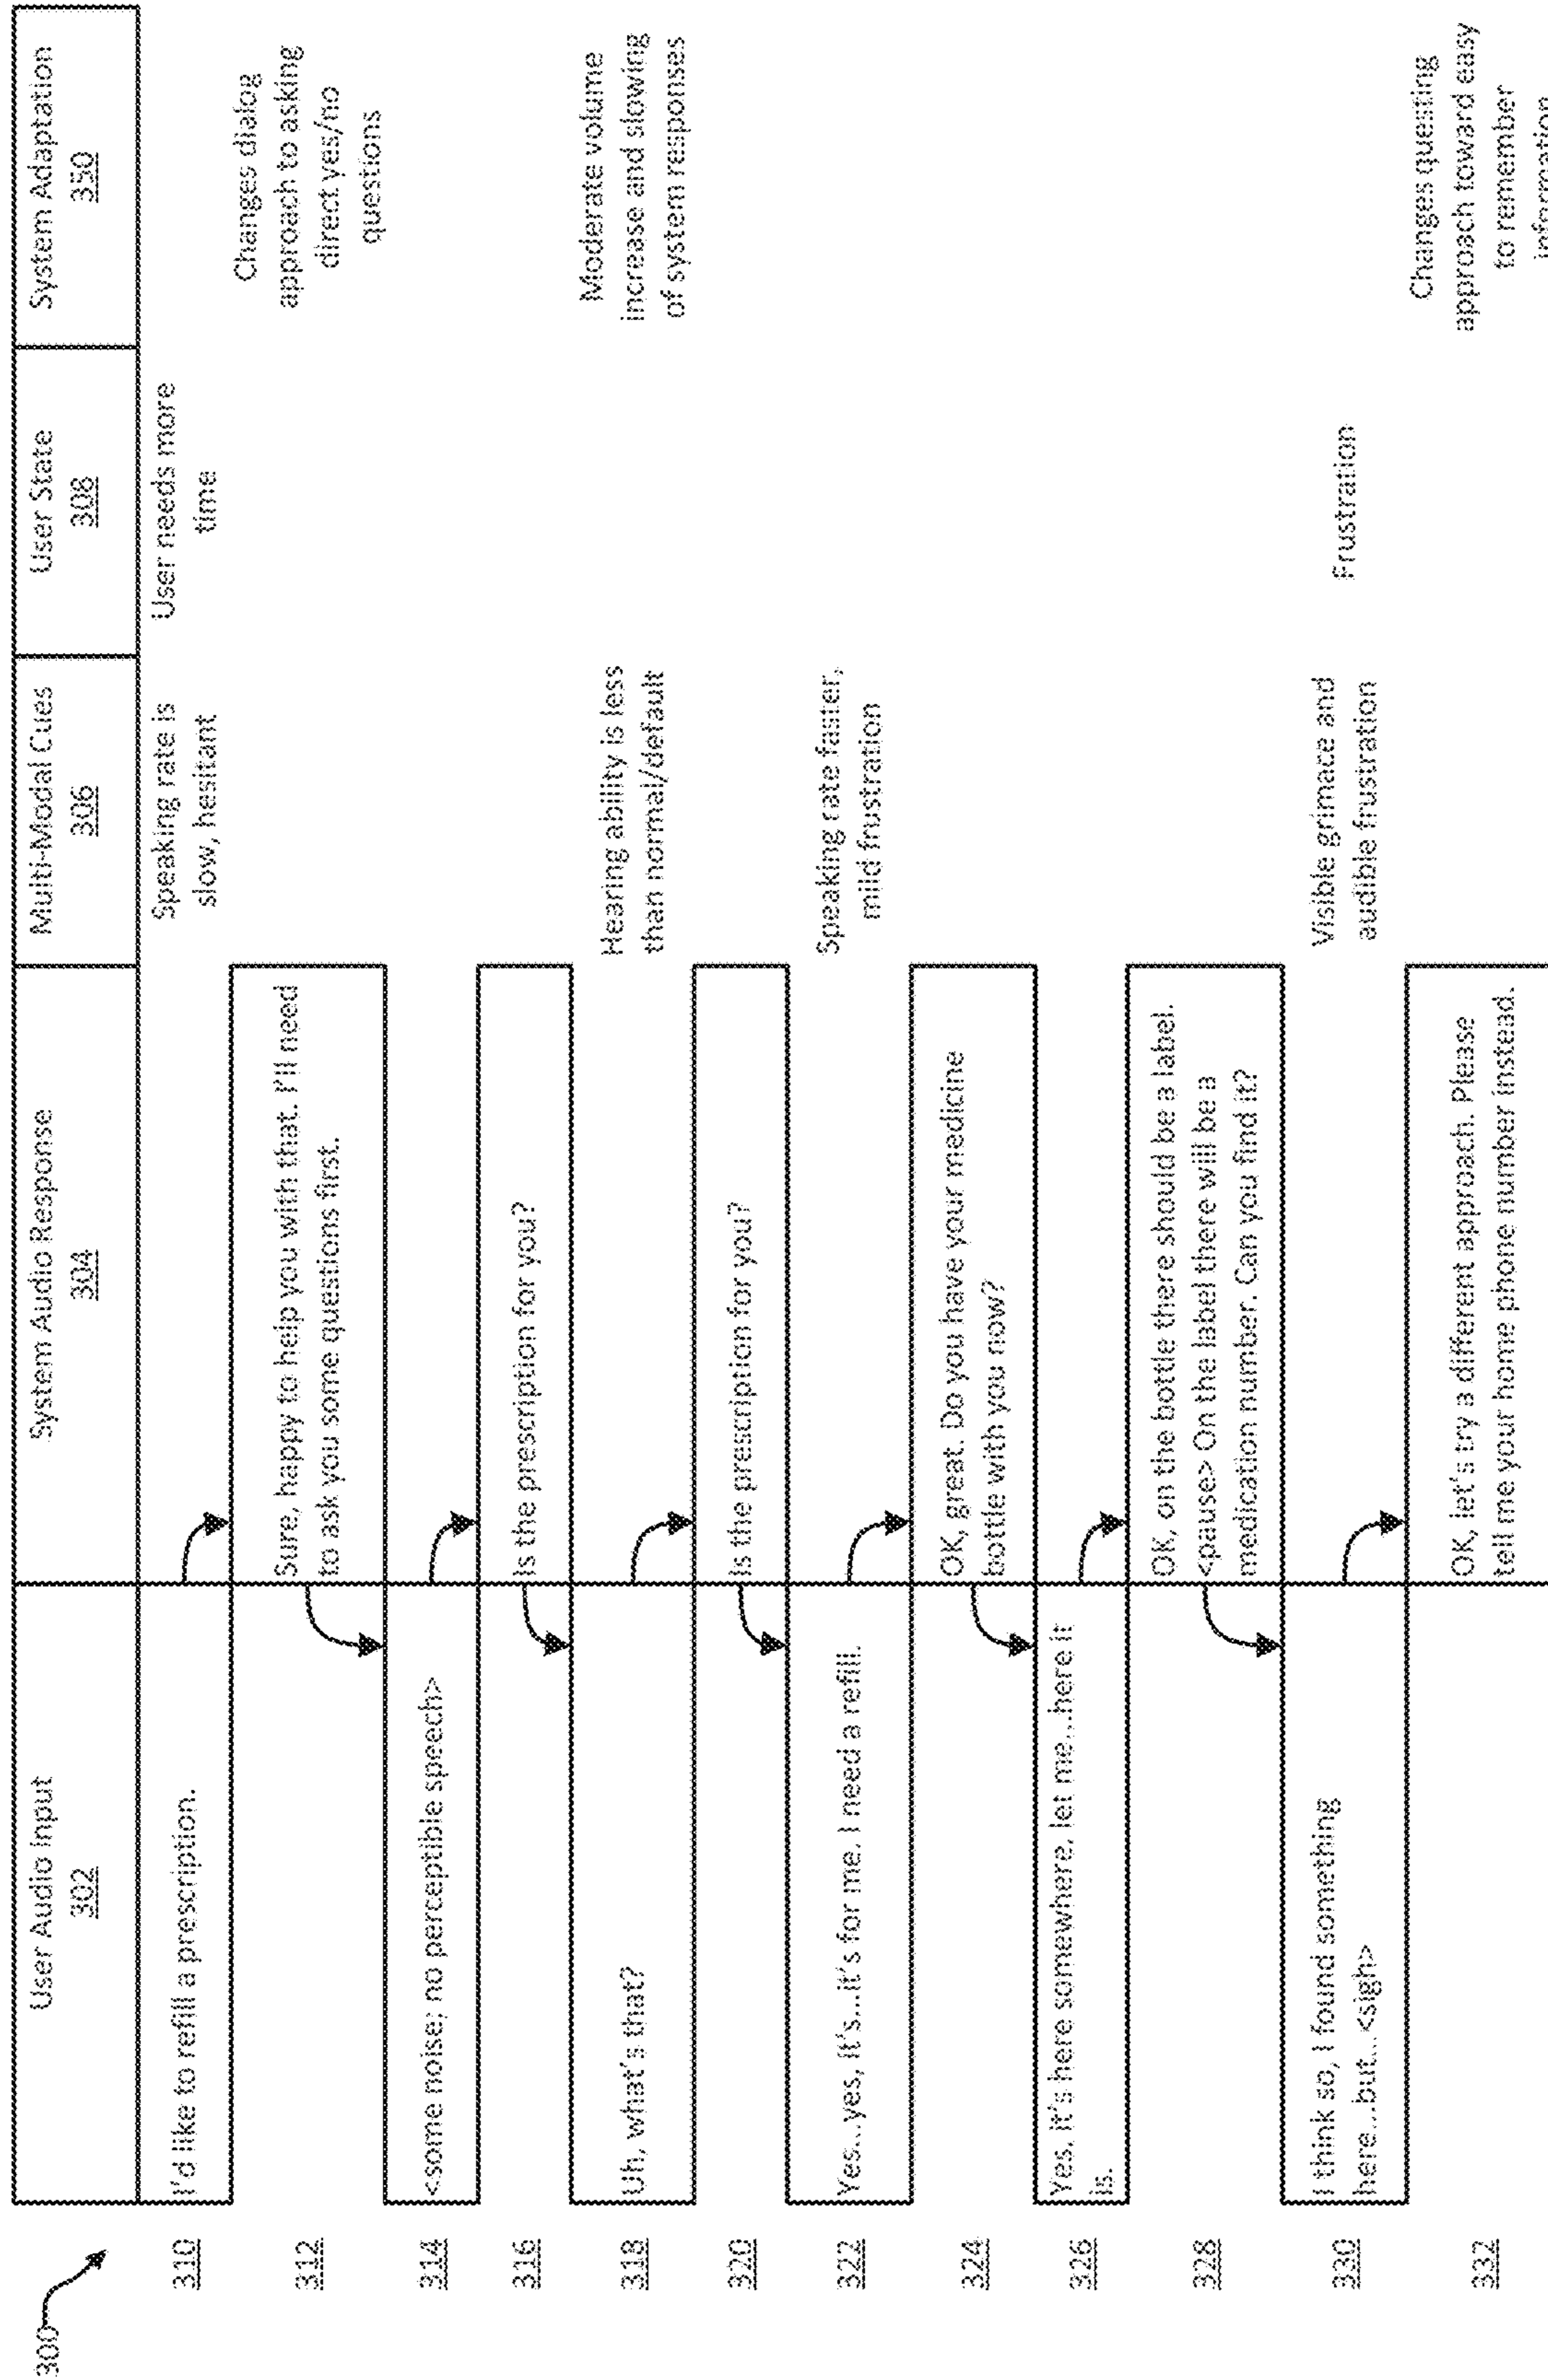 300
User Audio Input
302
System Audio Response
304
Multi-Modal Cues
306
User State
308
System Adaptation
350
310
I'd like to refill a prescription.
Speaking rate is
slow, hesitant
User needs more
time
312
Sure, happy to help you with that. I'll need
to ask you some questions first.
Changes dialog
approach to asking
direct yes/no
questions
314
<some noise; no perceptible speech>
316
Is the prescription for you?
318
Uh, what's that?
Hearing ability is less
than normal/default
Moderate volume
increase and slowing
of system responses
320
Is the prescription for you?
322
Yes...yes, it's...it's for me. I need a refill.
Speaking rate faster,
mild frustration
324
OK, great. Do you have your medicine
bottle with you now?
326
Yes, it's here somewhere, let me...here it
is.
328
OK, on the bottle there should be a label.
<pause> On the label there will be a
medication number. Can you find it?
330
I think so, I found something
here...but...<sigh>
Visible grimace and
audible frustration
Frustration
332
OK, let's try a different approach. Please
tell me your home phone number instead.
Changes questing
approach toward easy
to remember
information